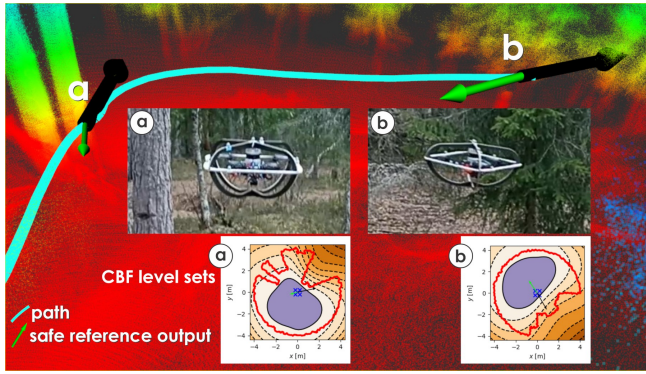 b
a
a
b
a
b
CBF level sets
path
safe reference output
4
2
0
−2
−4
y [m]
−4 −2 0 2 4
x [m]
4
2
0
−2
−4
y [m]
−4 −2 0 2 4
x [m]